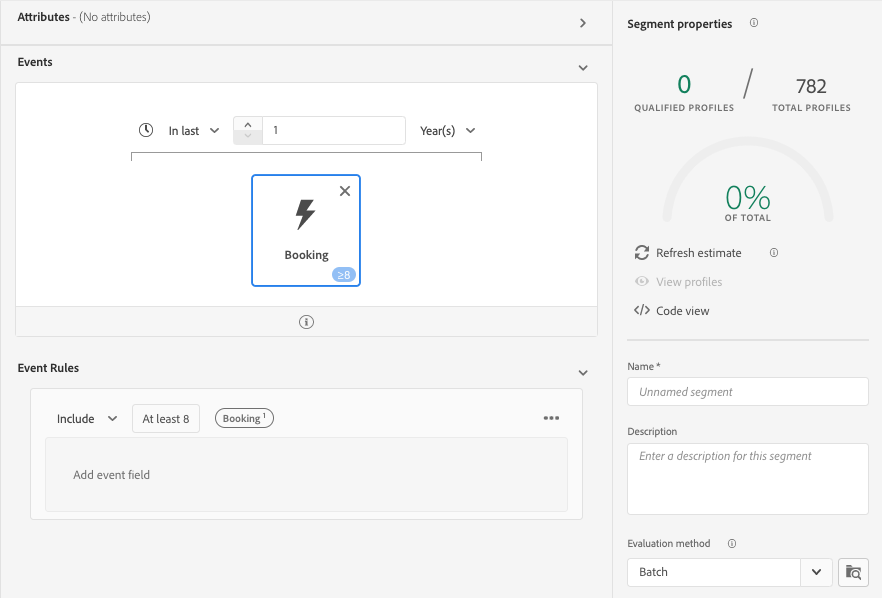 Attributes - (No attributes)
Events
In last 1 Year(s)
Booking
≥8
Event Rules
Include At least 8 Booking 1
Add event field
Segment properties
0 / 782
QUALIFIED PROFILES TOTAL PROFILES
0%
OF TOTAL
Refresh estimate
View profiles
</> Code view
Name *
Unnamed segment
Description
Enter a description for this segment
Evaluation method
Batch